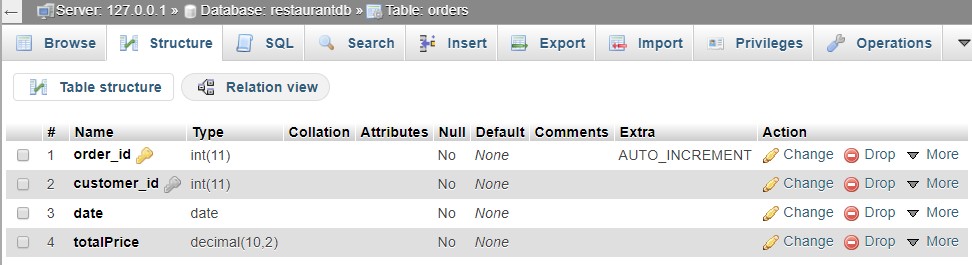 Server: 127.0.0.1 » Database: restaurantdb » Table: orders
Browse Structure SQL Search Insert Export Import Privileges Operations
Table structure Relation view
# Name Type Collation Attributes Null Default Comments Extra Action
1 order_id int(11) No None AUTO_INCREMENT Change Drop More
2 customer_id int(11) No None Change Drop More
3 date date No None Change Drop More
4 totalPrice decimal(10,2) No None Change Drop More